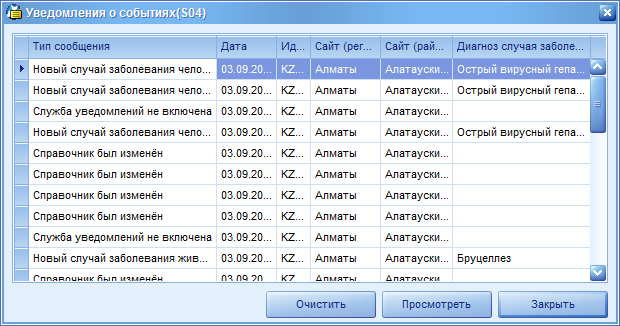 Уведомления о событиях(S04)
Тип сообщения Дата Ид... Сайт (рег... Сайт (рай... Диагноз случая заболе...
Новый случай заболевания чело... 03.09.20... KZ... Алматы Алатауски... Острый вирусный гепа...
Новый случай заболевания чело... 03.09.20... KZ... Алматы Алатауски... Острый вирусный гепа...
Служба уведомлений не включена 03.09.20... KZ... Алматы Алатауски...
Новый случай заболевания чело... 03.09.20... KZ... Алматы Алатауски... Острый вирусный гепа...
Справочник был изменён 03.09.20... KZ... Алматы Алатауски...
Справочник был изменён 03.09.20... KZ... Алматы Алатауски...
Справочник был изменён 03.09.20... KZ... Алматы Алатауски...
Справочник был изменён 03.09.20... KZ... Алматы Алатауски...
Служба уведомлений не включена 03.09.20... KZ... Алматы Алатауски...
Новый случай заболевания жив... 03.09.20... KZ... Алматы Алатауски... Бруцеллез
Справочник был изменён 03.09.20... KZ... Алматы Алатауски...
Очистить Просмотреть Закрыть